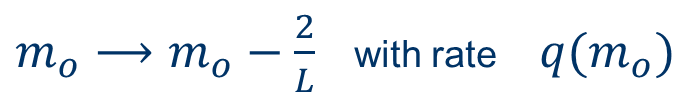 m_o ⟶ m_o − 2/L with rate q(m_o)